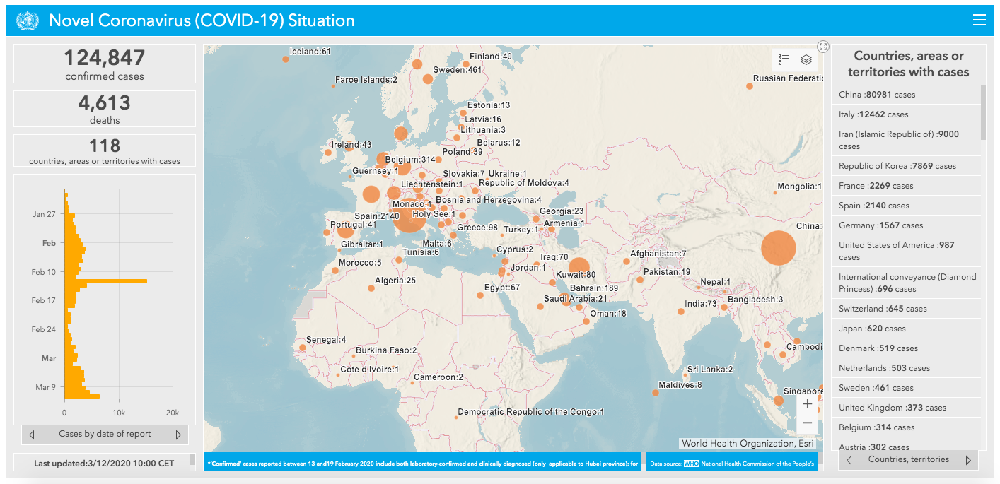 Novel Coronavirus (COVID-19) Situation
124,847
confirmed cases
4,613
deaths
118
countries, areas or territories with cases
Jan 27
Feb
Feb 10
Feb 17
Feb 24
Mar
Mar 9
0 10k 20k
Cases by date of report
Last updated:3/12/2020 10:00 CET
Iceland:61
Finland:40
Sweden:461
Faroe Islands:2
Russian Federatio
Estonia:13
Latvia:16
Lithuania:3
Ireland:43
Belarus:12
Poland:39
Belgium:314
Guernsey:1
Slovakia:7 Ukraine:1
Liechtenstein:1
Republic of Moldova:4
Mongolia:1
Monaco:1
Bosnia and Herzegovina:4
Spain:2140
Holy See:1
Georgia:23
Portugal:41
Greece:98
Turkey:1
Armenia:1
China:
Gibraltar:1
Malta:6
Tunisia:6
Cyprus:2
Afghanistan:7
Morocco:5
Iraq:70
Jordan:1
Kuwait:80
Pakistan:19
Algeria:25
Egypt:67
Bahrain:189
Nepal:1
Saudi Arabia:21
India:73
Bangladesh:3
Oman:18
Senegal:4
Burkina Faso:2
Cambodi
Cote d Ivoire:1
Cameroon:2
Sri Lanka:2
Maldives:8
Singapore
Democratic Republic of the Congo:1
+
−
World Health Organization, Esri
*'Confirmed' cases reported between 13 and19 February 2020 include both laboratory-confirmed and clinically diagnosed (only applicable to Hubei province); for
Data source: WHO National Health Commission of the People's
Countries, areas or
territories with cases
China :80981 cases
Italy :12462 cases
Iran (Islamic Republic of) :9000
cases
Republic of Korea :7869 cases
France :2269 cases
Spain :2140 cases
Germany :1567 cases
United States of America :987
cases
International conveyance (Diamond
Princess) :696 cases
Switzerland :645 cases
Japan :620 cases
Denmark :519 cases
Netherlands :503 cases
Sweden :461 cases
United Kingdom :373 cases
Belgium :314 cases
Austria :302 cases
Countries, territories